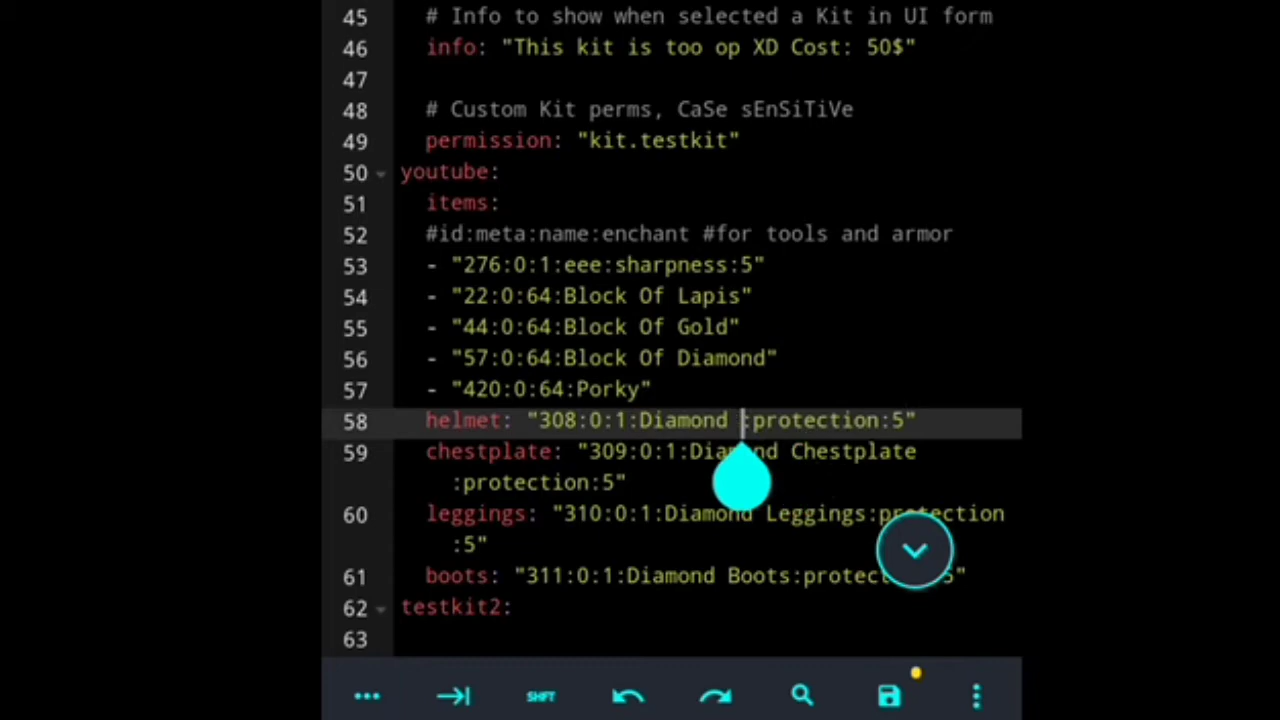 45 # Info to show when selected a Kit in UI form
46 info: "This kit is too op XD Cost: 50$"
47
48 # Custom Kit perms, CaSe sEnSiTiVe
49 permission: "kit.testkit"
50 youtube:
51 items:
52 #id:meta:name:enchant #for tools and armor
53 - "276:0:1:eee:sharpness:5"
54 - "22:0:64:Block Of Lapis"
55 - "44:0:64:Block Of Gold"
56 - "57:0:64:Block Of Diamond"
57 - "420:0:64:Porky"
58 helmet: "308:0:1:Diamond :protection:5"
59 chestplate: "309:0:1:Diamond Chestplate
:protection:5"
60 leggings: "310:0:1:Diamond Leggings:protection
:5"
61 boots: "311:0:1:Diamond Boots:protec 5"
62 testkit2:
63
SHFT